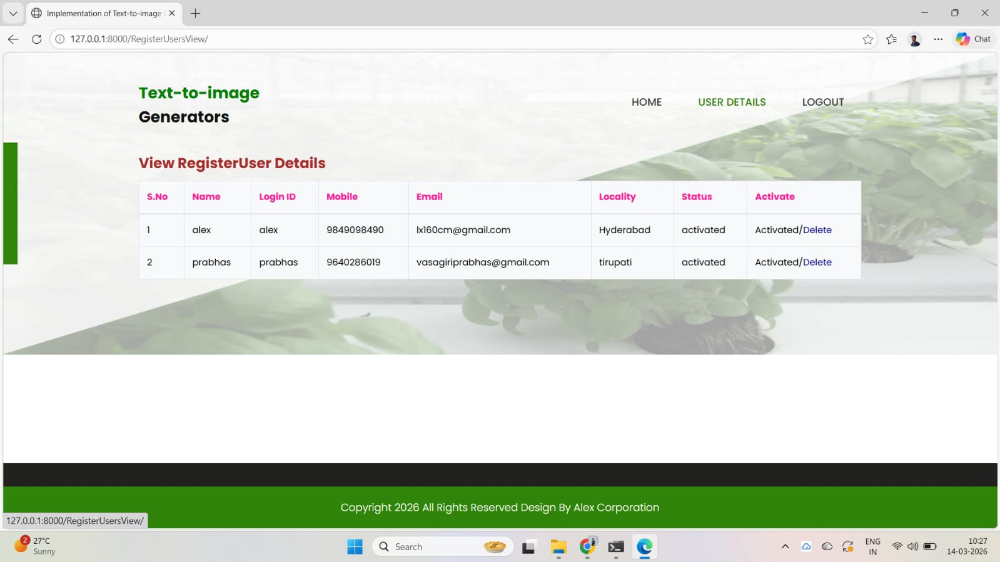 Implementation of Text-to-image
127.0.0.1:8000/RegisterUsersView/
Chat
Text-to-image
Generators
HOME USER DETAILS LOGOUT
View RegisterUser Details
S.No Name Login ID Mobile Email Locality Status Activate
1 alex alex 9849098490 lx160cm@gmail.com Hyderabad activated Activated/Delete
2 prabhas prabhas 9640286019 vasagiriprabhas@gmail.com tirupati activated Activated/Delete
Copyright 2026 All Rights Reserved Design By Alex Corporation
127.0.0.1:8000/RegisterUsersView/
2
27°C
Sunny
Search
ENG
IN
10:27
14-03-2026